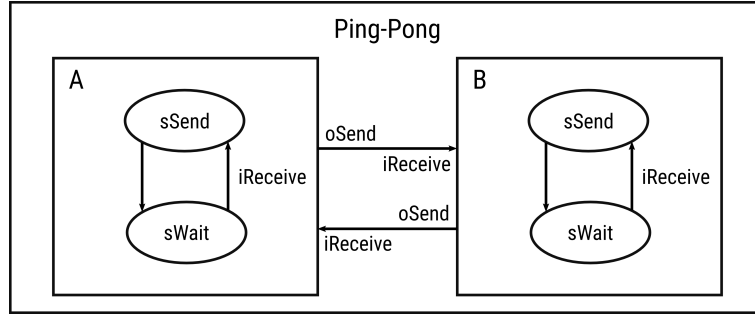 Ping-Pong
A
sSend
iReceive
sWait
oSend
iReceive
oSend
iReceive
B
sSend
iReceive
sWait